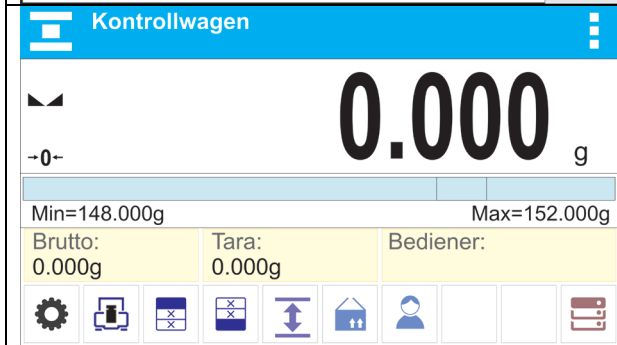 Kontrollwagen
0.000 g
→0←
Min=148.000g Max=152.000g
Brutto: Tara: Bediener:
0.000g 0.000g